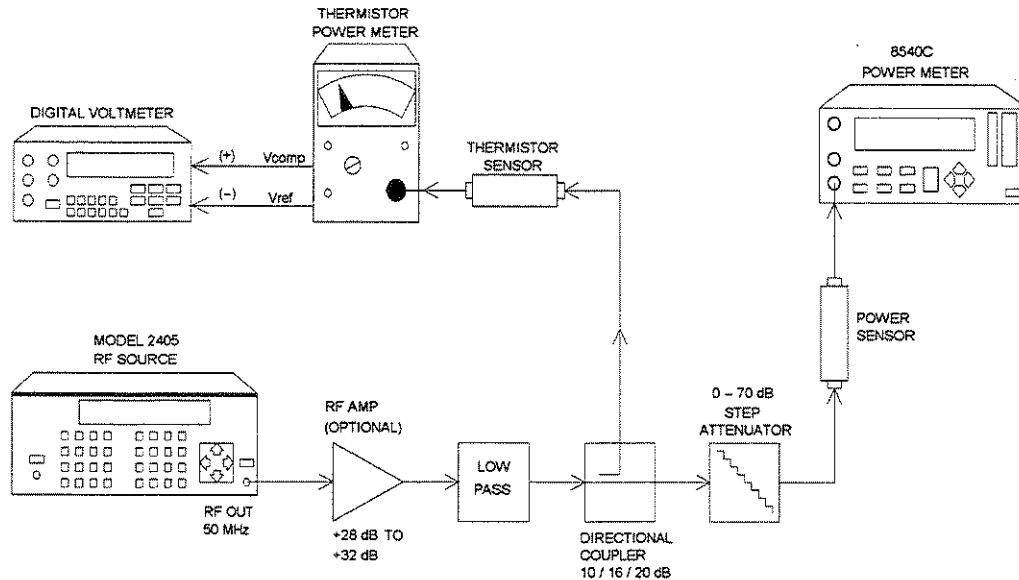 THERMISTOR
POWER METER
8540C
POWER METER
DIGITAL VOLTMETER
(+)
Vcomp
(−)
Vref
THERMISTOR
SENSOR
POWER
SENSOR
MODEL 2405
RF SOURCE
RF AMP
(OPTIONAL)
0 – 70 dB
STEP
ATTENUATOR
LOW
PASS
RF OUT
50 MHz
+28 dB TO
+32 dB
DIRECTIONAL
COUPLER
10 / 16 / 20 dB